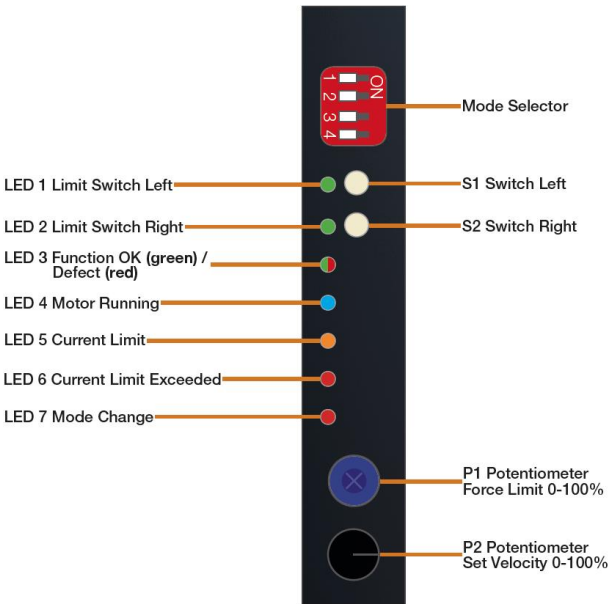 ON
1
2
3
4
Mode Selector
LED 1 Limit Switch Left
S1 Switch Left
LED 2 Limit Switch Right
S2 Switch Right
LED 3 Function OK (green) /
Defect (red)
LED 4 Motor Running
LED 5 Current Limit
LED 6 Current Limit Exceeded
LED 7 Mode Change
P1 Potentiometer
Force Limit 0-100%
P2 Potentiometer
Set Velocity 0-100%